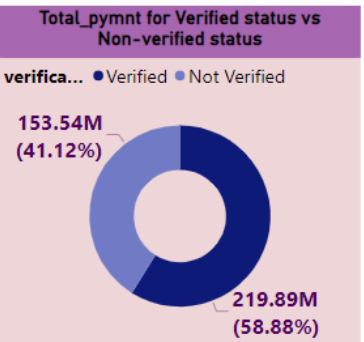 Total_pymnt for Verified status vs
Non-verified status
verifica... Verified Not Verified
153.54M
(41.12%)
219.89M
(58.88%)